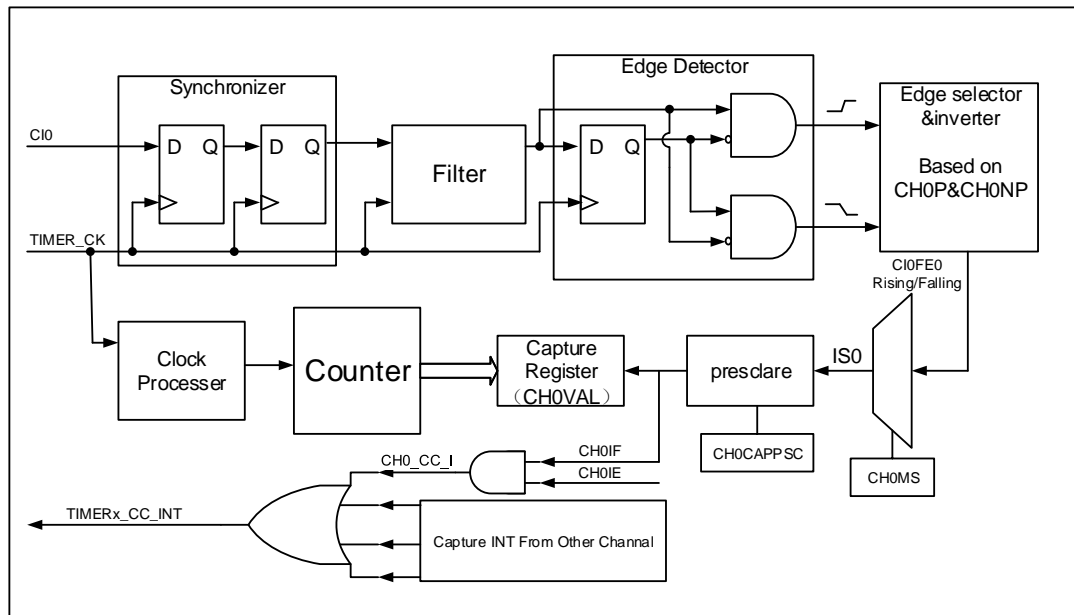 Synchronizer
Edge Detector
CI0
D Q
D Q
Filter
D Q
Edge selector
&inverter
Based on
CH0P&CH0NP
TIMER_CK
CI0FE0
Rising/Falling
Clock
Processer
Counter
Capture
Register
（CH0VAL）
presclare
IS0
CH0CAPPSC
CH0MS
CH0_CC_I
CH0IF
CH0IE
TIMERx_CC_INT
Capture INT From Other Channal